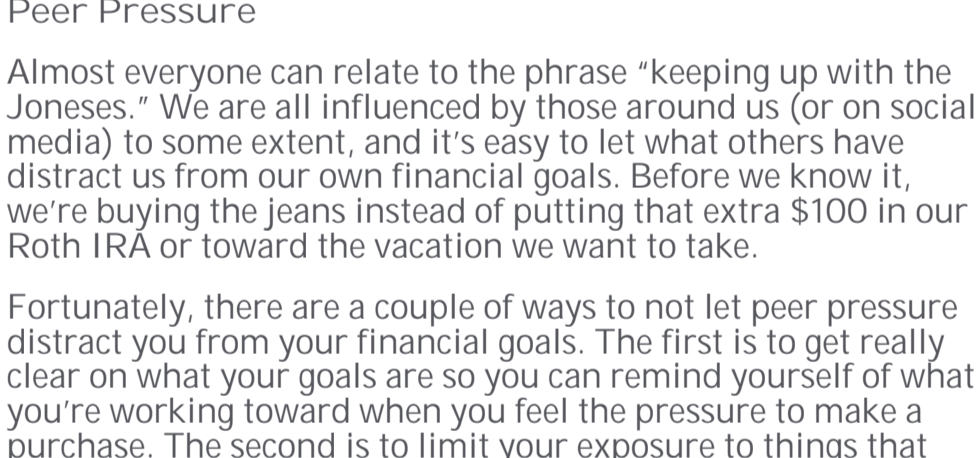 Peer Pressure
Almost everyone can relate to the phrase “keeping up with the
Joneses.” We are all influenced by those around us (or on social
media) to some extent, and it’s easy to let what others have
distract us from our own financial goals. Before we know it,
we’re buying the jeans instead of putting that extra $100 in our
Roth IRA or toward the vacation we want to take.
Fortunately, there are a couple of ways to not let peer pressure
distract you from your financial goals. The first is to get really
clear on what your goals are so you can remind yourself of what
you’re working toward when you feel the pressure to make a
purchase. The second is to limit your exposure to things that